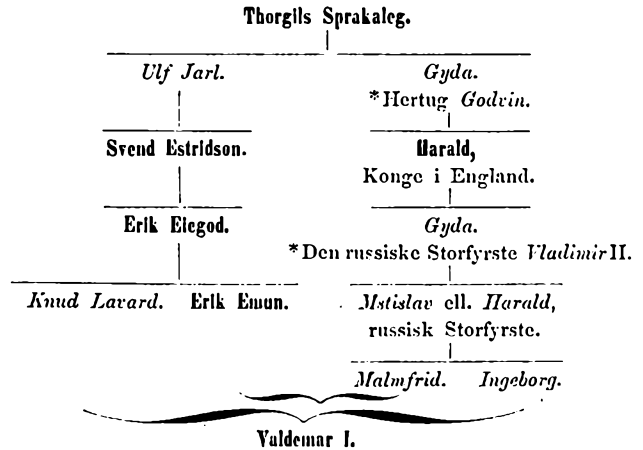 Thorgils Sprakaleg.
Ulf Jarl. Gyda.
*Hertug Godvin.
Svend Estridson. Harald,
Konge i England.
Erik Eiegod. Gyda.
*Den russiske Storfyrste Vladimir II.
Knud Lavard. Erik Emun. Mstislav ell. Harald,
russisk Storfyrste.
Malmfrid. Ingeborg.
Valdemar I.